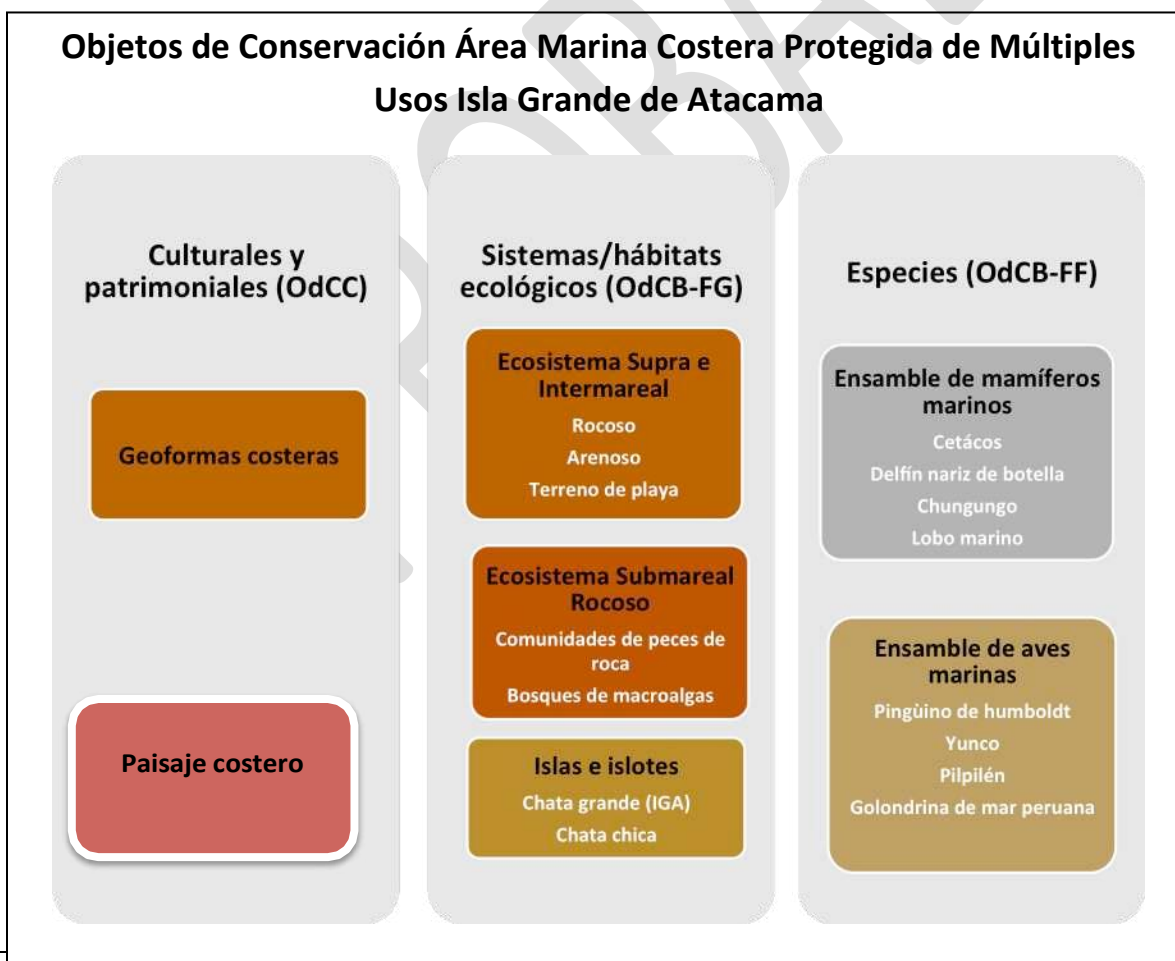 Objetos de Conservación Área Marina Costera Protegida de Múltiples
Usos Isla Grande de Atacama
Culturales y
patrimoniales (OdCC)
Geoformas costeras
Paisaje costero
Sistemas/hábitats
ecológicos (OdCB-FG)
Ecosistema Supra e
Intermareal
Rocoso
Arenoso
Terreno de playa
Ecosistema Submareal
Rocoso
Comunidades de peces de
roca
Bosques de macroalgas
Islas e islotes
Chata grande (IGA)
Chata chica
Especies (OdCB-FF)
Ensamble de mamíferos
marinos
Cetácos
Delfín nariz de botella
Chungungo
Lobo marino
Ensamble de aves
marinas
Pingùino de humboldt
Yunco
Pilpilén
Golondrina de mar peruana